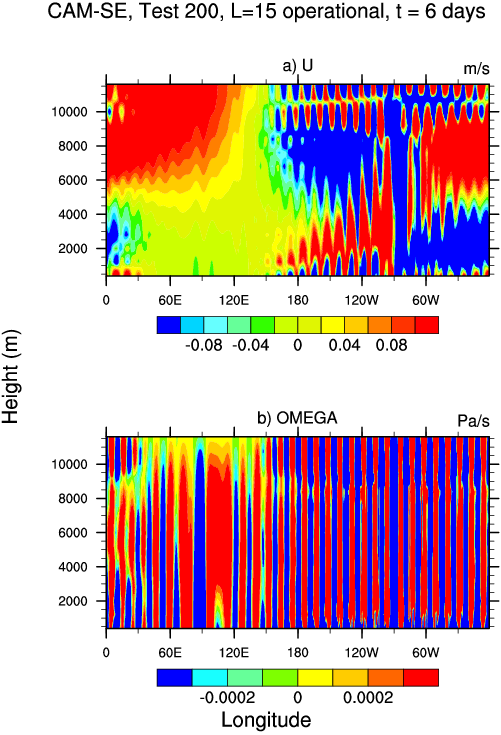 CAM-SE, Test 200, L=15 operational, t = 6 days
a) U
m/s
10000
8000
6000
4000
2000
0 60E 120E 180 120W 60W
-0.08 -0.04 0 0.04 0.08
Height (m)
b) OMEGA
Pa/s
10000
8000
6000
4000
2000
0 60E 120E 180 120W 60W
-0.0002 0 0.0002
Longitude